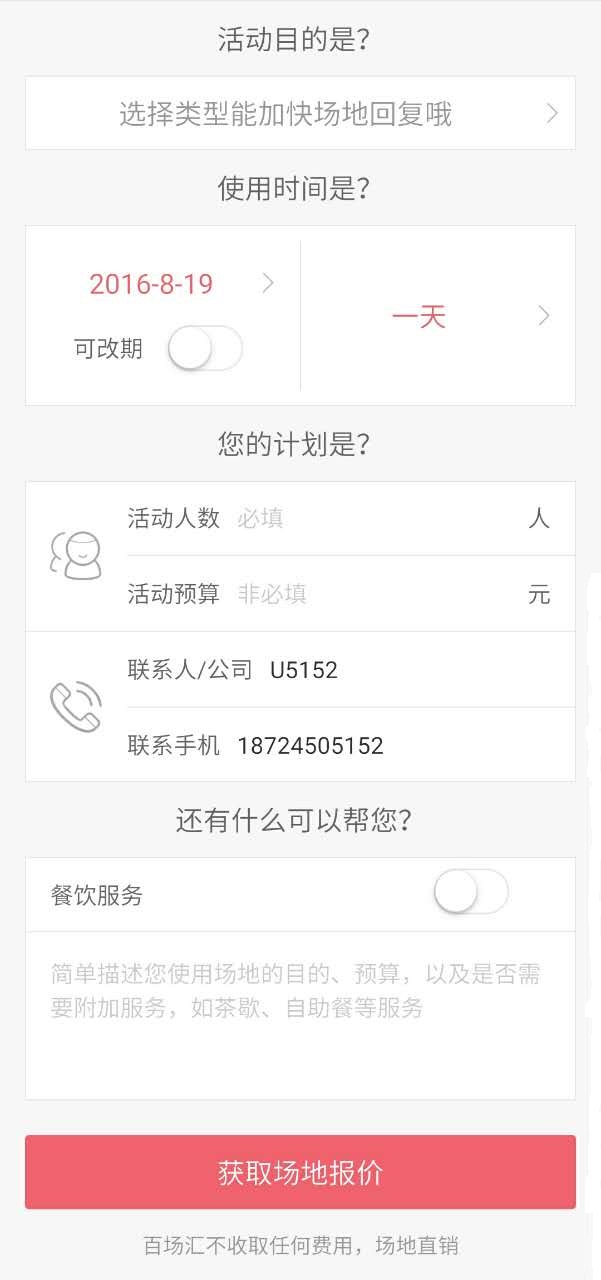 活动目的是?
选择类型能加快场地回复哦
使用时间是?
2016-8-19
可改期
一天
您的计划是?
活动人数 必填 人
活动预算 非必填 元
联系人/公司 U5152
联系手机 18724505152
还有什么可以帮您?
餐饮服务
简单描述您使用场地的目的、预算，以及是否需
要附加服务，如茶歇、自助餐等服务
获取场地报价
百场汇不收取任何费用，场地直销